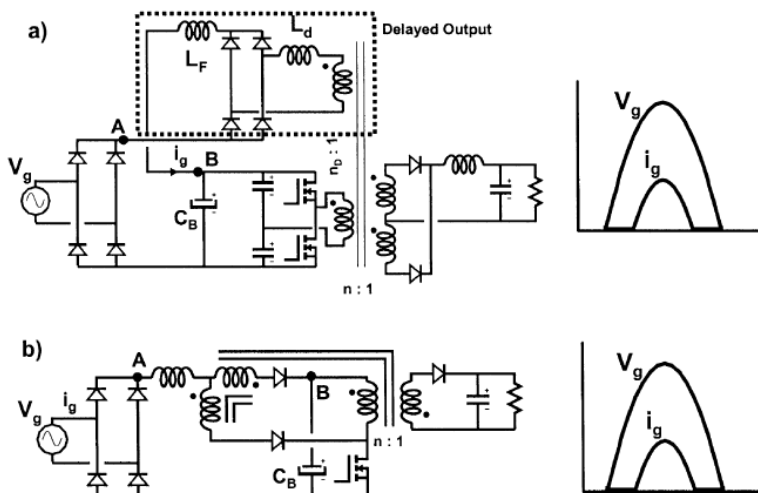 a)
L_d
Delayed Output
L_F
A
i_g
B
n_D : 1
V_g
C_B
n : 1
V_g
i_g
b)
A
B
V_g
i_g
n : 1
C_B
V_g
i_g